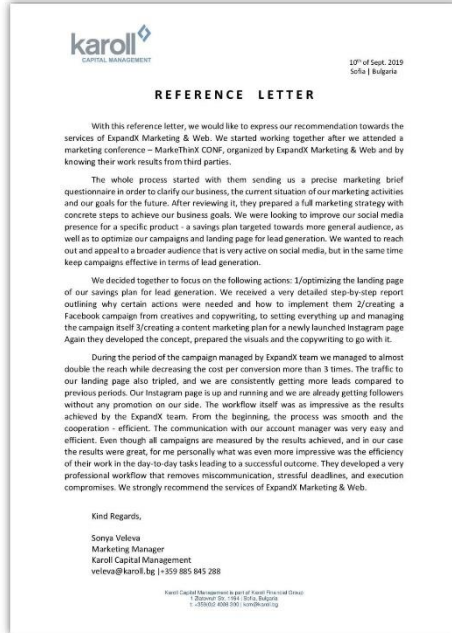 karoll
CAPITAL MANAGEMENT
10th of Sept. 2019
Sofia | Bulgaria
REFERENCE LETTER
With this reference letter, we would like to express our recommendation towards the
services of ExpandX Marketing & Web. We started working together after we attended a
marketing conference – MarkeThinX CONF, organized by ExpandX Marketing & Web and by
knowing their work results from third parties.
The whole process started with them sending us a precise marketing brief
questionnaire in order to clarify our business, the current situation of our marketing activities
and our goals for the future. After reviewing it, they prepared a full marketing strategy with
concrete steps to achieve our business goals. We were looking to improve our social media
presence for a specific product - a savings plan targeted towards more general audience, as
well as to optimize our campaigns and landing page for lead generation. We wanted to reach
out and appeal to a broader audience that is very active on social media, but in the same time
keep campaigns effective in terms of lead generation.
We decided together to focus on the following actions: 1/optimizing the landing page
of our savings plan for lead generation. We received a very detailed step-by-step report
outlining why certain actions were needed and how to implement them 2/creating a
Facebook campaign from creatives and copywriting, to setting everything up and managing
the campaign itself 3/creating a content marketing plan for a newly launched Instagram page
Again they developed the concept, prepared the visuals and the copywriting to go with it.
During the period of the campaign managed by ExpandX team we managed to almost
double the reach while decreasing the cost per conversion more than 3 times. The traffic to
our landing page also tripled, and we are consistently getting more leads compared to
previous periods. Our Instagram page is up and running and we are already getting followers
without any promotion on our side. The workflow itself was as impressive as the results
achieved by the ExpandX team. From the beginning, the process was smooth and the
cooperation - efficient. The communication with our account manager was very easy and
efficient. Even though all campaigns are measured by the results achieved, and in our case
the results were great, for me personally what was even more impressive was the efficiency
of their work in the day-to-day tasks leading to a successful outcome. They developed a very
professional workflow that removes miscommunication, stressful deadlines, and execution
compromises. We strongly recommend the services of ExpandX Marketing & Web.
Kind Regards,
Sonya Veleva
Marketing Manager
Karoll Capital Management
veleva@karoll.bg |+359 885 845 288
Karoll Capital Management is part of Karoll Financial Group
1 Zlatovrah Str. 1164 | Sofia, Bulgaria